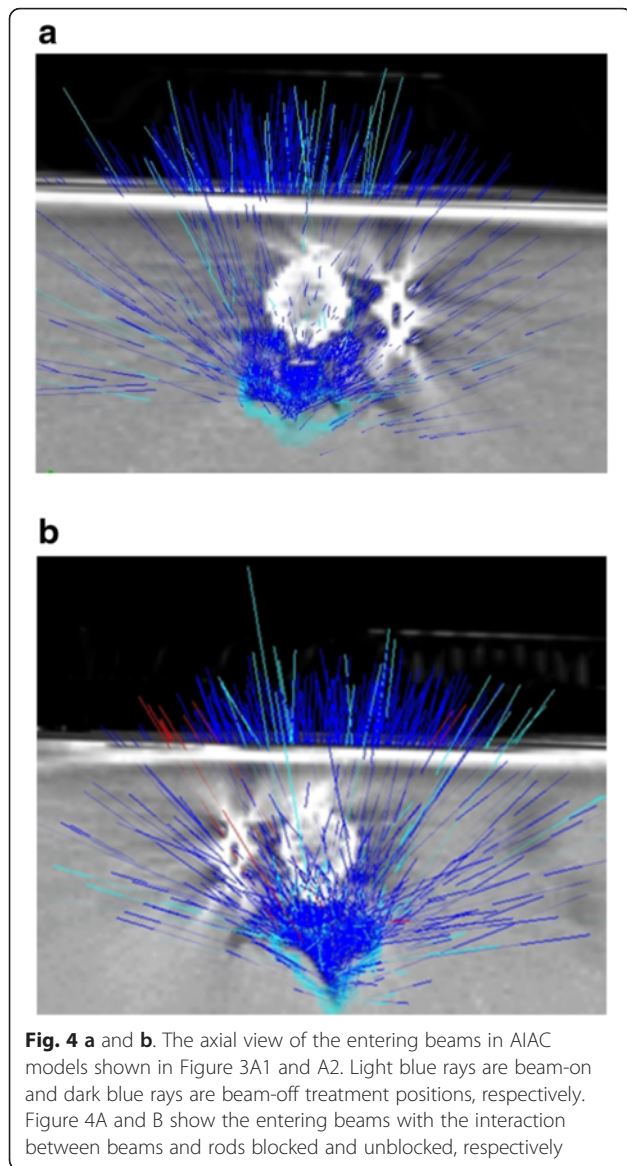 a
b
Fig. 4 a and b. The axial view of the entering beams in AIAC
models shown in Figure 3A1 and A2. Light blue rays are beam-on
and dark blue rays are beam-off treatment positions, respectively.
Figure 4A and B show the entering beams with the interaction
between beams and rods blocked and unblocked, respectively